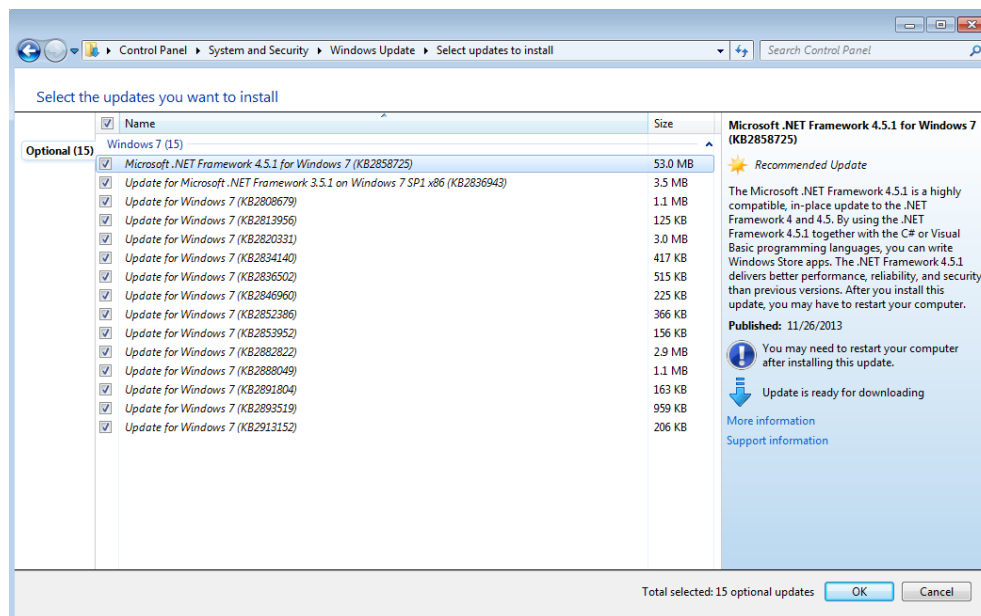 Control Panel ▸ System and Security ▸ Windows Update ▸ Select updates to install
Search Control Panel
Select the updates you want to install
Name Size
Optional (15)
Windows 7 (15)
Microsoft .NET Framework 4.5.1 for Windows 7 (KB2858725) 53.0 MB
Update for Microsoft .NET Framework 3.5.1 on Windows 7 SP1 x86 (KB2836943) 3.5 MB
Update for Windows 7 (KB2808679) 1.1 MB
Update for Windows 7 (KB2813956) 125 KB
Update for Windows 7 (KB2820331) 3.0 MB
Update for Windows 7 (KB2834140) 417 KB
Update for Windows 7 (KB2836502) 515 KB
Update for Windows 7 (KB2846960) 225 KB
Update for Windows 7 (KB2852386) 366 KB
Update for Windows 7 (KB2853952) 156 KB
Update for Windows 7 (KB2882822) 2.9 MB
Update for Windows 7 (KB2888049) 1.1 MB
Update for Windows 7 (KB2891804) 163 KB
Update for Windows 7 (KB2893519) 959 KB
Update for Windows 7 (KB2913152) 206 KB
Microsoft .NET Framework 4.5.1 for Windows 7
(KB2858725)
Recommended Update
The Microsoft .NET Framework 4.5.1 is a highly
compatible, in-place update to the .NET
Framework 4 and 4.5. By using the .NET
Framework 4.5.1 together with the C# or Visual
Basic programming languages, you can write
Windows Store apps. The .NET Framework 4.5.1
delivers better performance, reliability, and security
than previous versions. After you install this
update, you may have to restart your computer.
Published: 11/26/2013
You may need to restart your computer
after installing this update.
Update is ready for downloading
More information
Support information
Total selected: 15 optional updates
OK
Cancel